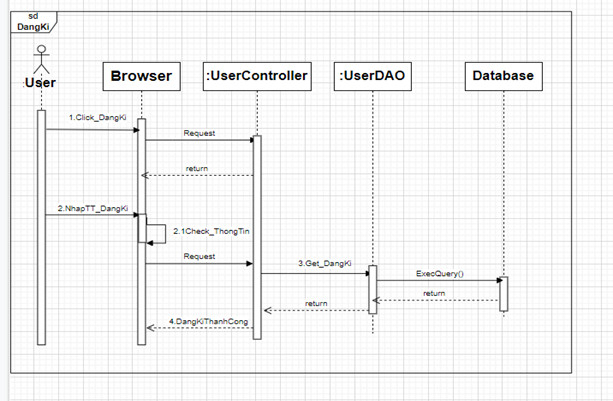 sd
DangKi
:User
Browser
:UserController
:UserDAO
Database
1.Click_DangKi
Request
return
2.NhapTT_DangKi
2.1Check_ThongTin
Request
3.Get_DangKi
ExecQuery()
return
return
4.DangKiThanhCong